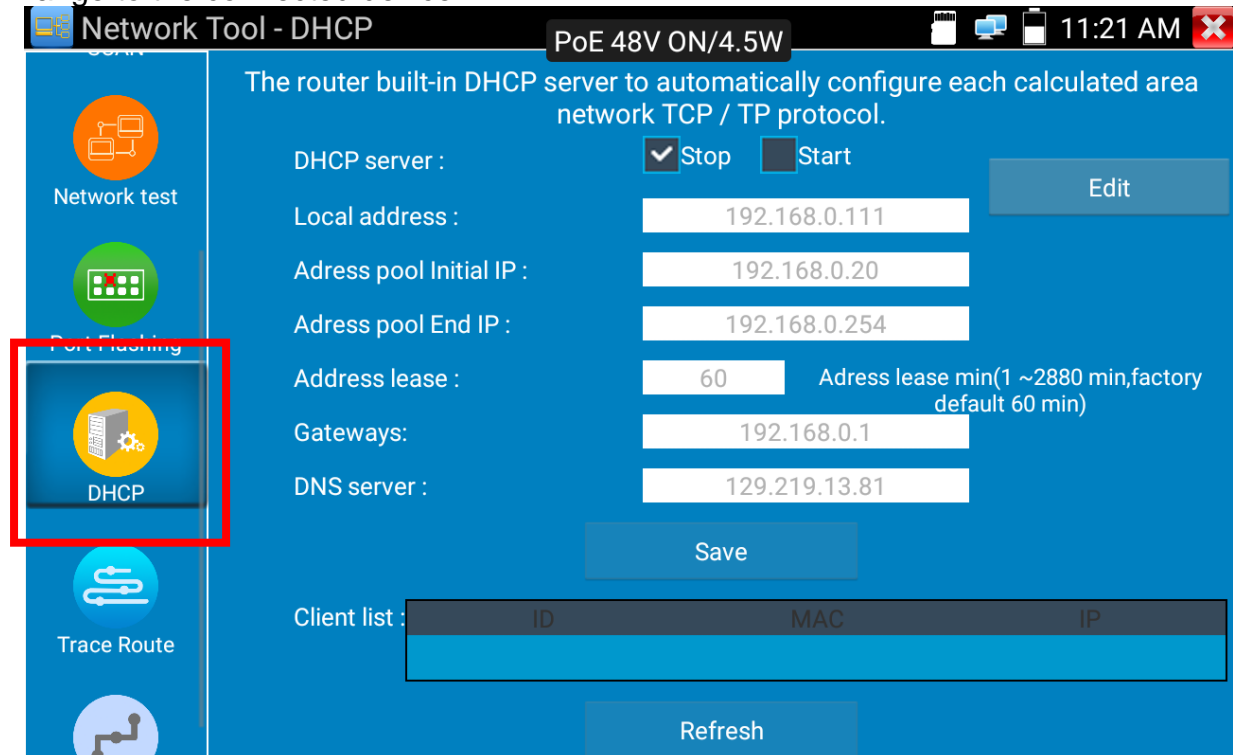 Network Tool - DHCP
PoE 48V ON/4.5W
11:21 AM
SCAN
The router built-in DHCP server to automatically configure each calculated area
network TCP / TP protocol.
DHCP server :
Stop
Start
Edit
Network test
Local address :
192.168.0.111
Adress pool Initial IP :
192.168.0.20
Adress pool End IP :
192.168.0.254
Port Flashing
Address lease :
60
Adress lease min(1 ~2880 min,factory
default 60 min)
Gateways:
192.168.0.1
DHCP
DNS server :
129.219.13.81
Save
Client list :
ID
MAC
IP
Trace Route
Refresh